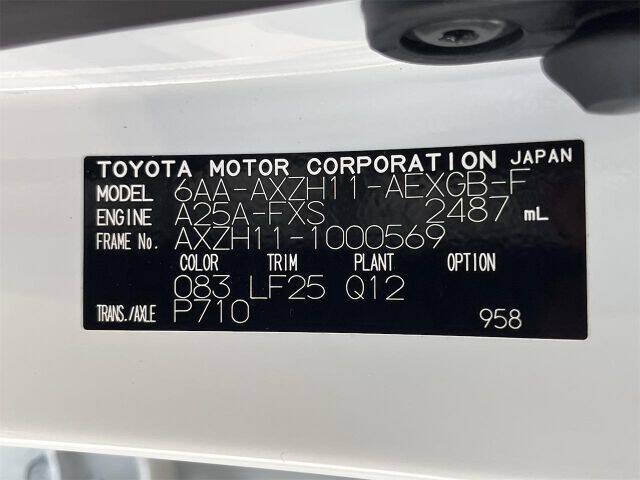 TOYOTA MOTOR CORPORATION JAPAN
MODEL 6AA-AXZH11-AEXGB-F
ENGINE A25A-FXS 2487 mL
FRAME No. AXZH11-1000569
COLOR TRIM PLANT OPTION
083 LF25 Q12
TRANS./AXLE P710 958